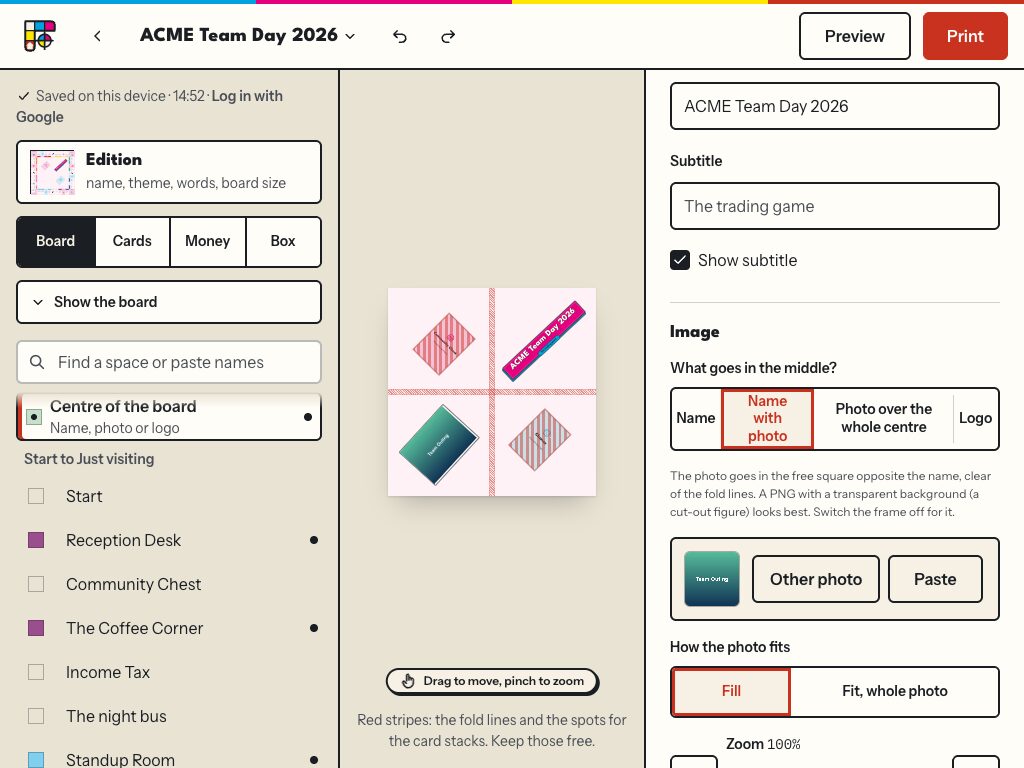 ACME Team Day 2026
Preview
Print
Saved on this device · 14:52 · Log in with
Google
Edition
name, theme, words, board size
Board
Cards
Money
Box
Show the board
Find a space or paste names
Centre of the board
Name, photo or logo
Start to Just visiting
Start
Reception Desk
Community Chest
The Coffee Corner
Income Tax
The night bus
Standup Room
ACME Team Day 2026
Team Outing
Drag to move, pinch to zoom
Red stripes: the fold lines and the spots for
the card stacks. Keep those free.
ACME Team Day 2026
Subtitle
The trading game
Show subtitle
Image
What goes in the middle?
Name
Name
with
photo
Photo over the
whole centre
Logo
The photo goes in the free square opposite the name, clear
of the fold lines. A PNG with a transparent background (a
cut-out figure) looks best. Switch the frame off for it.
Team Outing
Other photo
Paste
How the photo fits
Fill
Fit, whole photo
Zoom 100%